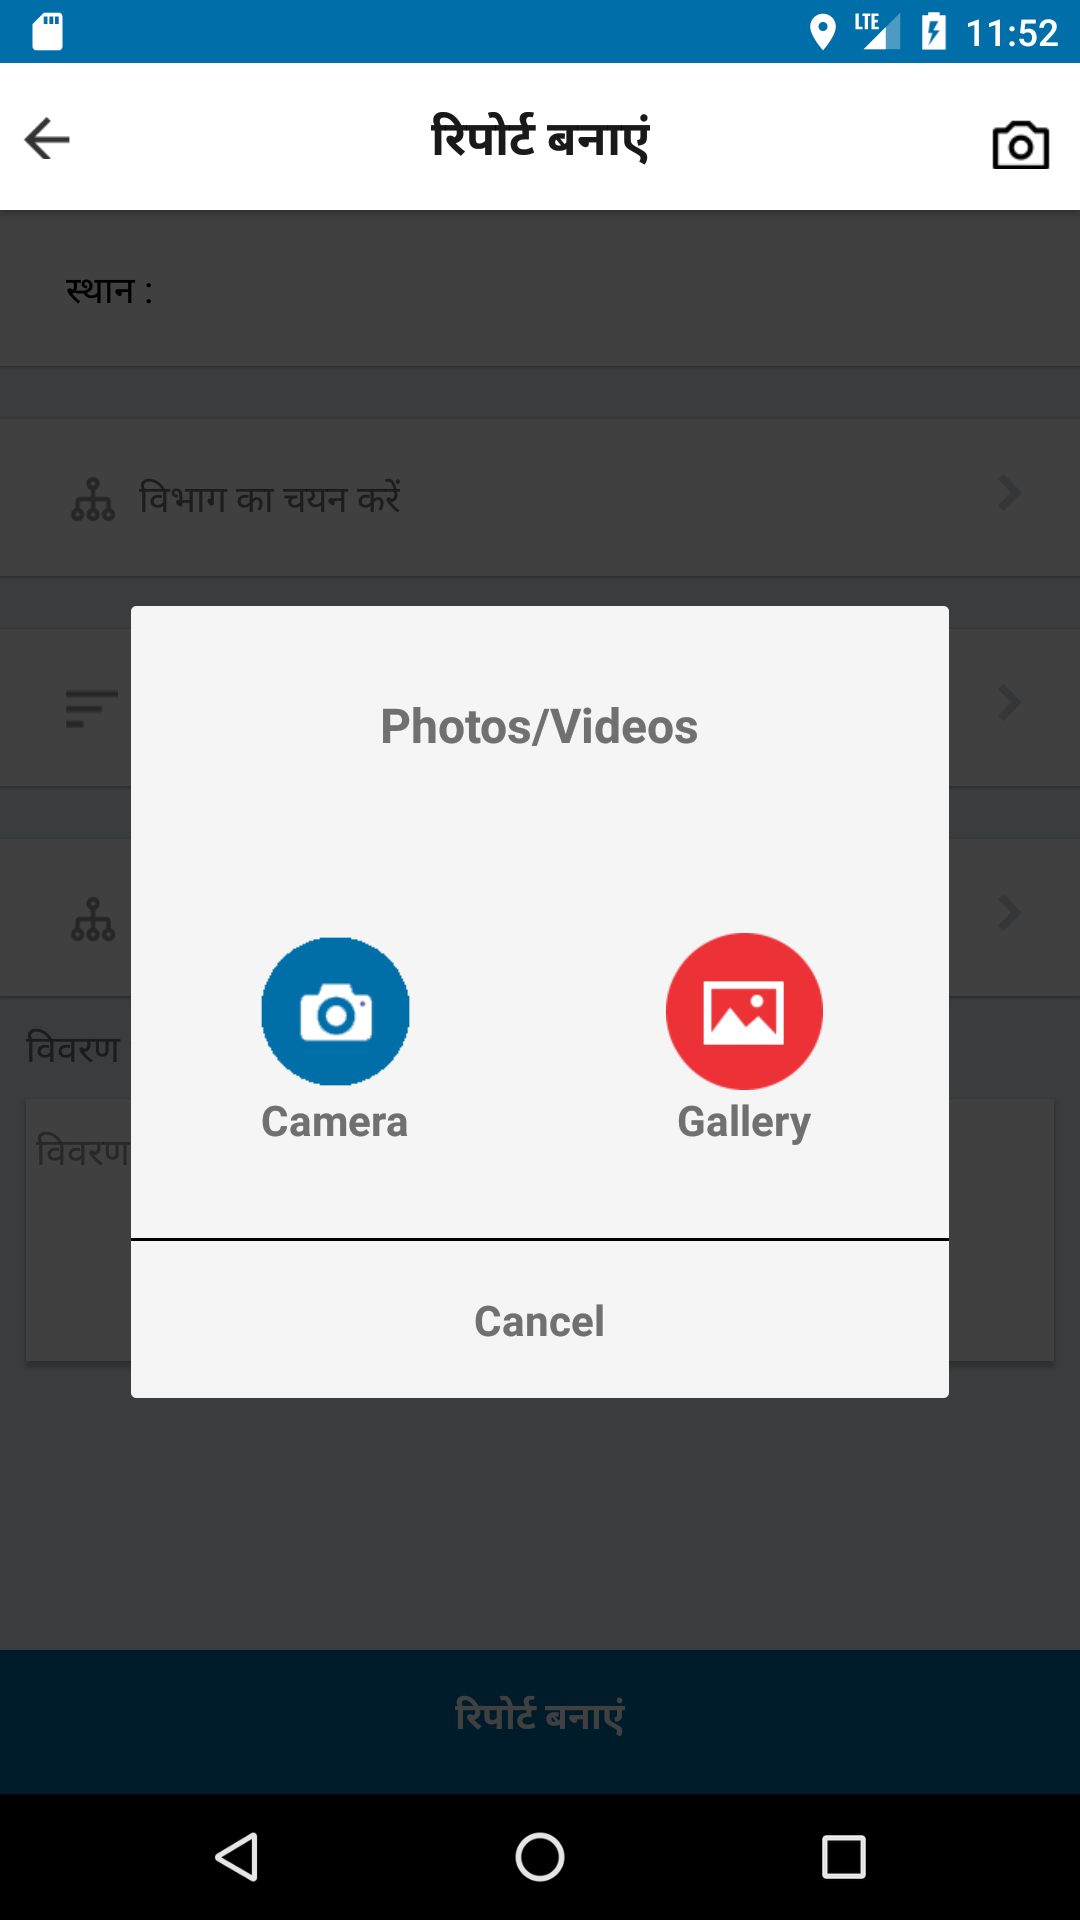 LTE 11:52
रिपोर्ट बनाएं
स्थान :
विभाग का चयन करें
Photos/Videos
Camera Gallery
विवरण
विवरण
Cancel
रिपोर्ट बनाएं